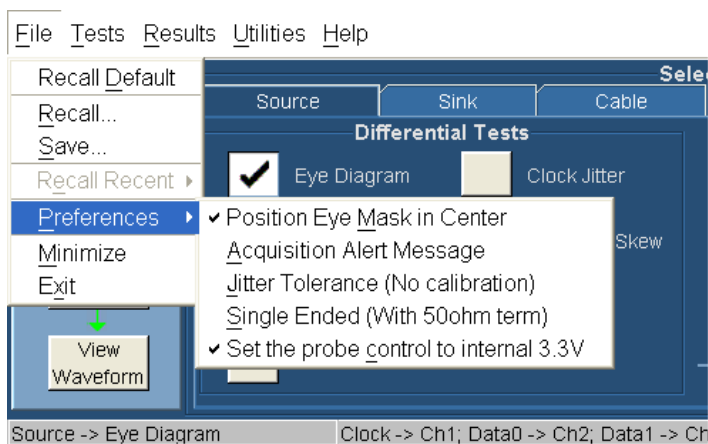 File Tests Results Utilities Help
Recall Default
Recall...
Save...
Recall Recent
Preferences
Minimize
Exit
Position Eye Mask in Center
Acquisition Alert Message
Jitter Tolerance (No calibration)
Single Ended (With 50ohm term)
Set the probe control to internal 3.3V
Sele
Source Sink Cable
Differential Tests
Eye Diagram Clock Jitter
Skew
View
Waveform
Source -> Eye Diagram Clock -> Ch1; Data0 -> Ch2; Data1 -> Ch